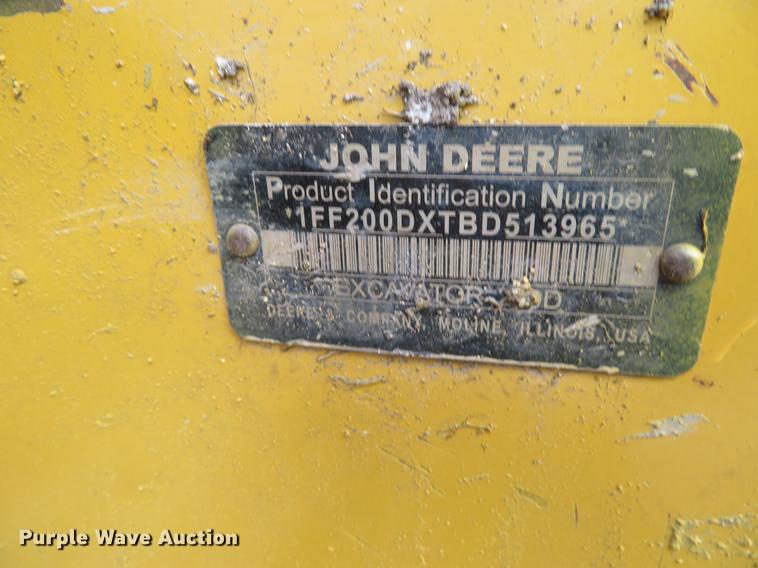 JOHN DEERE
Product Identification Number
*1FF200DXTBD513965*
EXCAVATOR
DEERE & COMPANY, MOLINE, ILLINOIS, USA
Purple Wave Auction